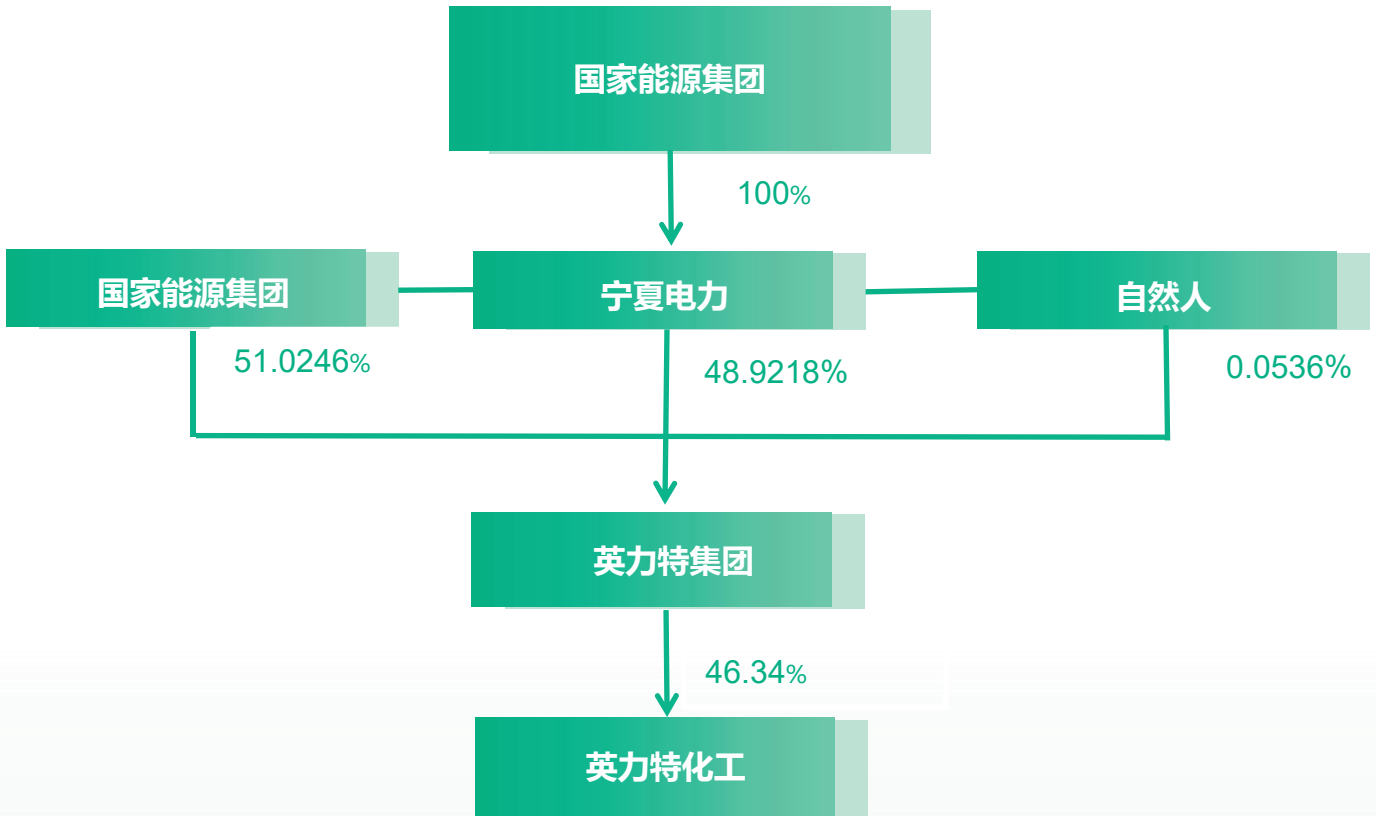 国家能源集团
100%
国家能源集团
宁夏电力
自然人
51.0246%
48.9218%
0.0536%
英力特集团
46.34%
英力特化工